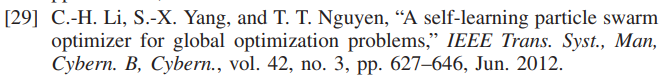 [29] C.-H. Li, S.-X. Yang, and T. T. Nguyen, “A self-learning particle swarm
optimizer for global optimization problems,” IEEE Trans. Syst., Man,
Cybern. B, Cybern., vol. 42, no. 3, pp. 627–646, Jun. 2012.